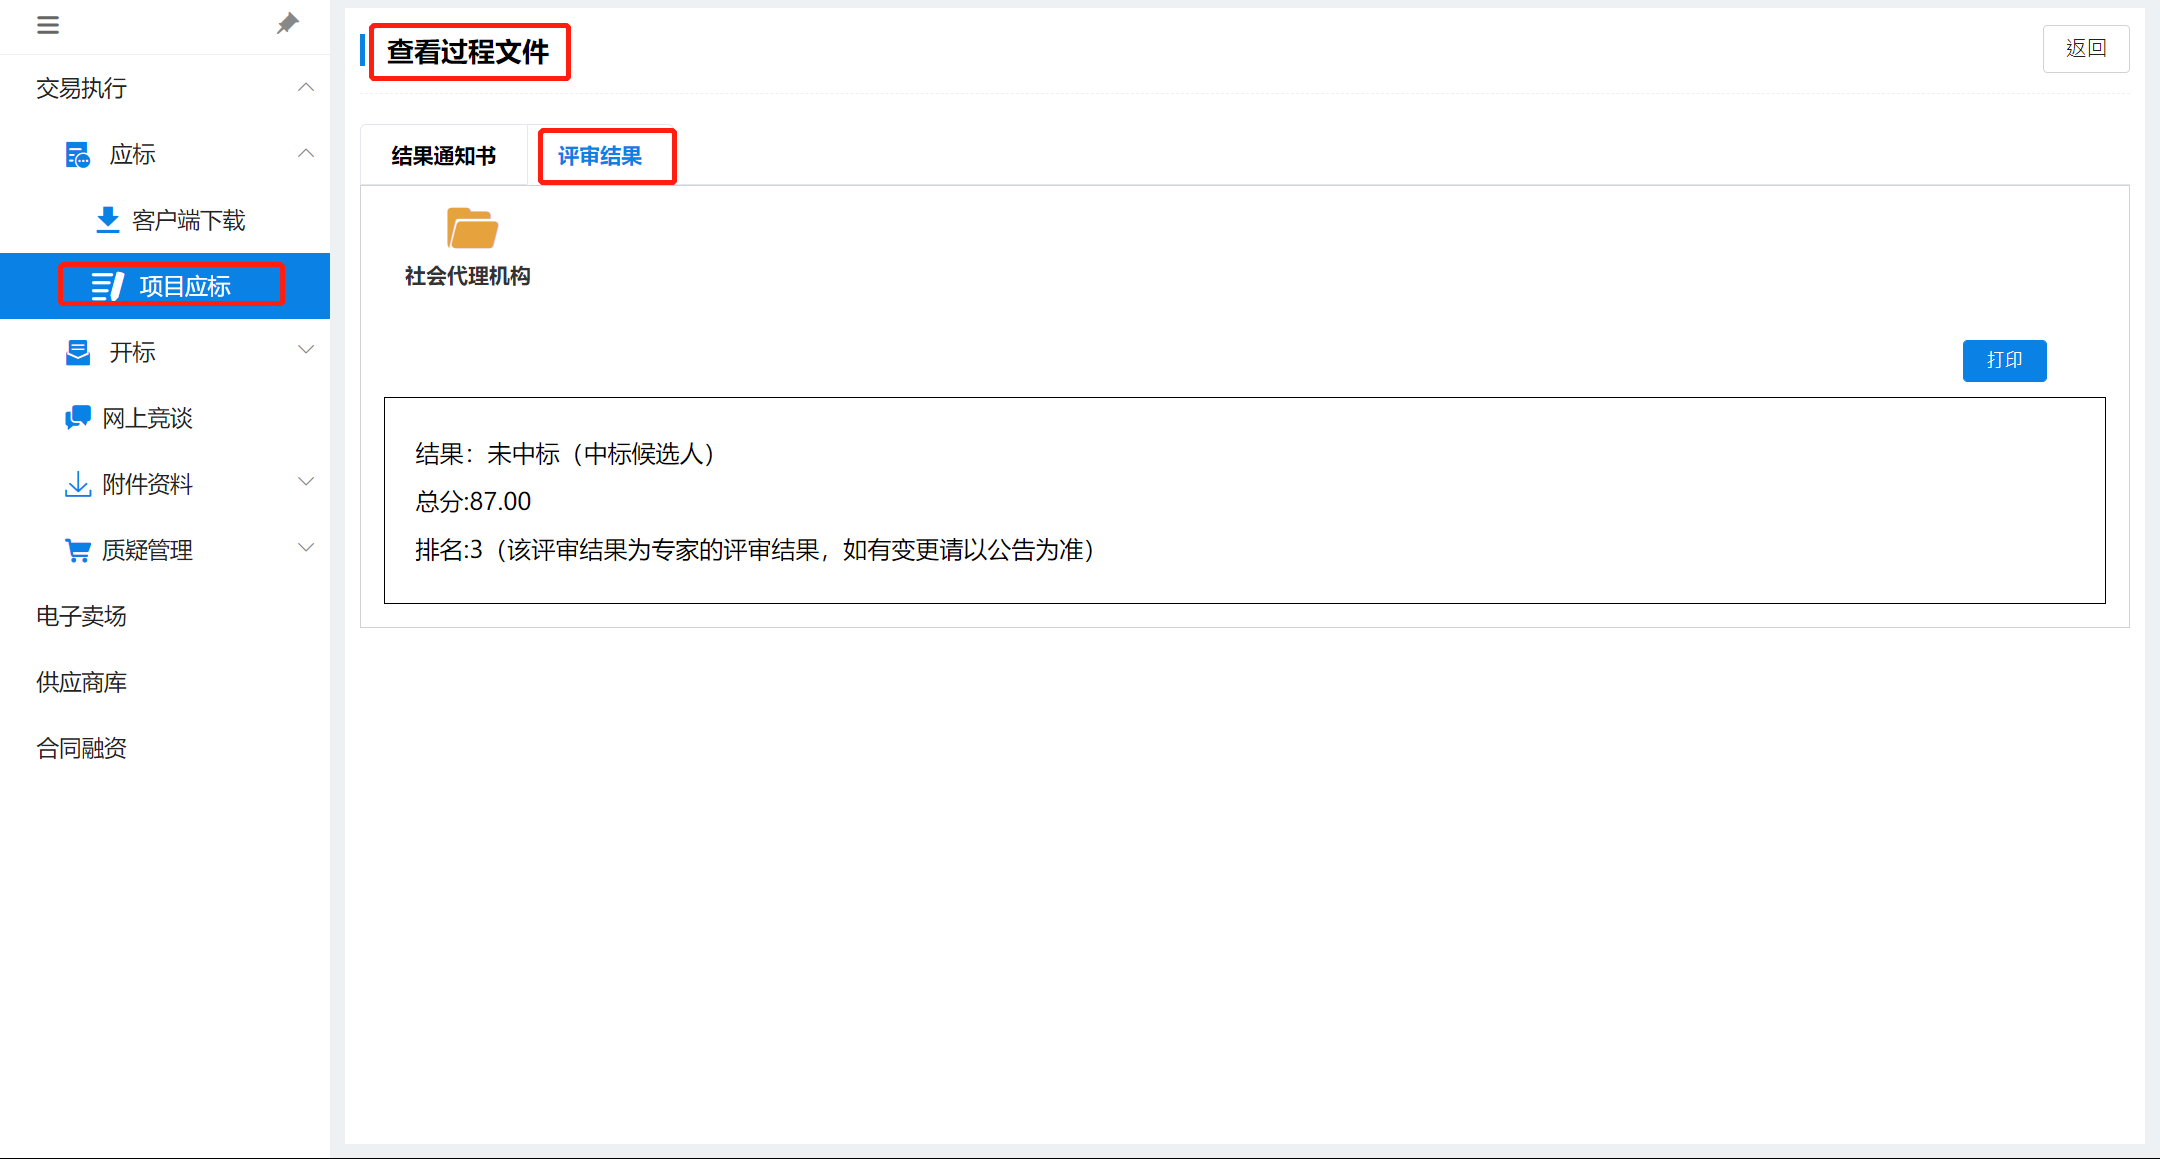 交易执行
应标
客户端下载
项目应标
开标
网上竞谈
附件资料
质疑管理
电子卖场
供应商库
合同融资
查看过程文件
返回
结果通知书
评审结果
社会代理机构
打印
结果：未中标（中标候选人）
总分:87.00
排名:3（该评审结果为专家的评审结果，如有变更请以公告为准）